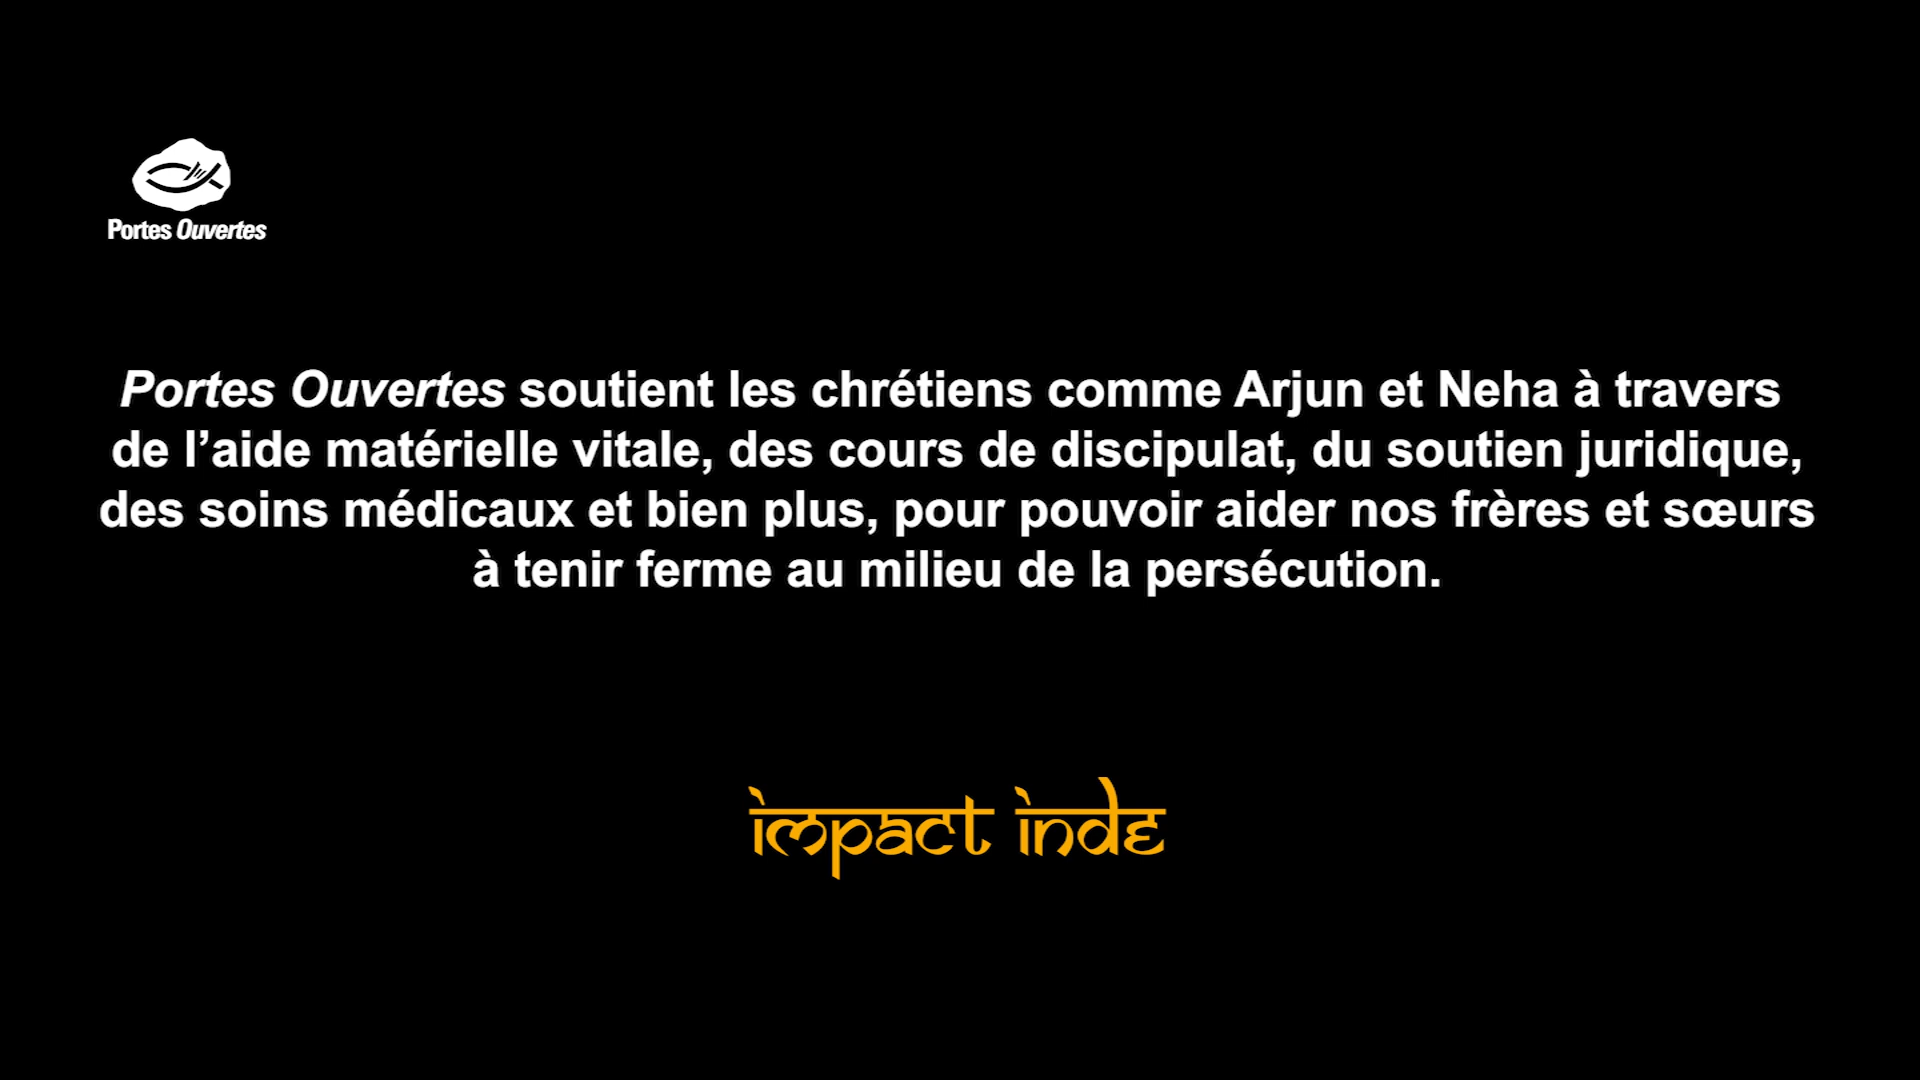 Portes Ouvertes
Portes Ouvertes soutient les chrétiens comme Arjun et Neha à travers
de l’aide matérielle vitale, des cours de discipulat, du soutien juridique,
des soins médicaux et bien plus, pour pouvoir aider nos frères et sœurs
à tenir ferme au milieu de la persécution.
impact inde